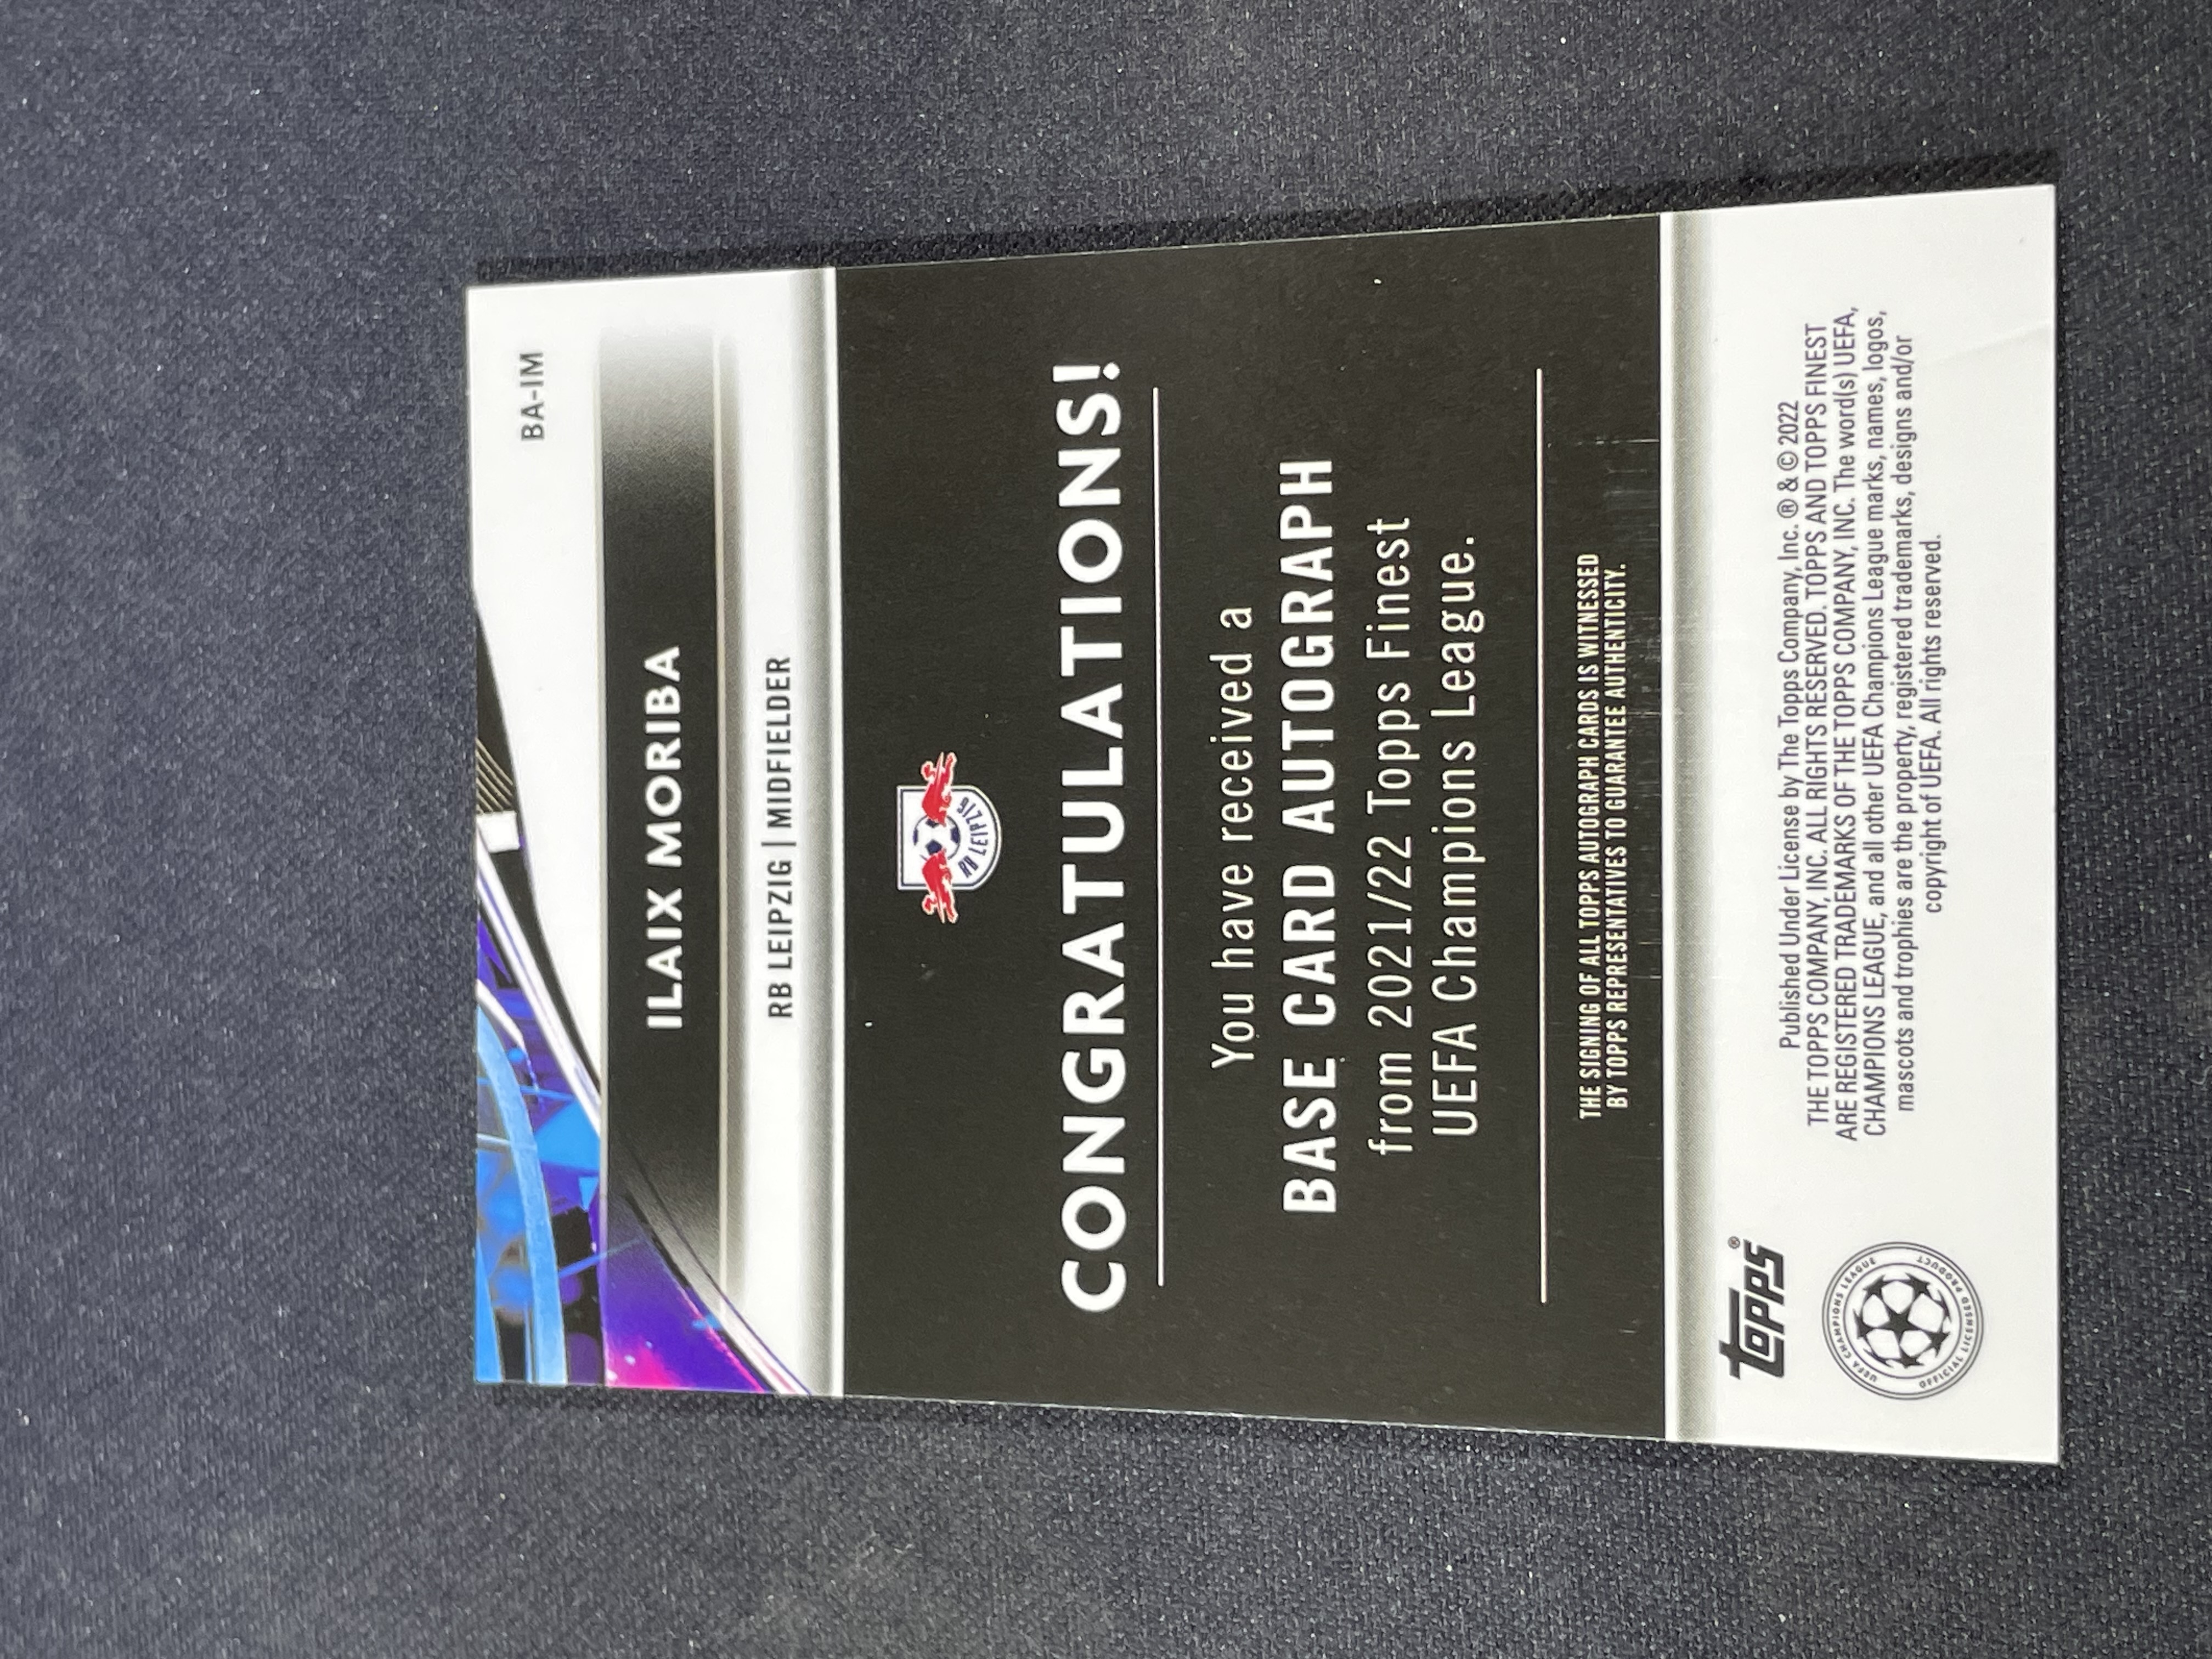 BA-IM
ILAIX MORIBA
RB LEIPZIG | MIDFIELDER
RB LEIPZIG
CONGRATULATIONS!
You have received a
BASE CARD AUTOGRAPH
from 2021/22 Topps Finest
UEFA Champions League.
THE SIGNING OF ALL TOPPS AUTOGRAPH CARDS IS WITNESSED
BY TOPPS REPRESENTATIVES TO GUARANTEE AUTHENTICITY.
topps®
UEFA CHAMPIONS LEAGUE
OFFICIAL LICENSED PRODUCT
Published Under License by The Topps Company, Inc. ® & © 2022
THE TOPPS COMPANY, INC. ALL RIGHTS RESERVED. TOPPS AND TOPPS FINEST
ARE REGISTERED TRADEMARKS OF THE TOPPS COMPANY, INC. The word(s) UEFA,
CHAMPIONS LEAGUE, and all other UEFA Champions League marks, names, logos,
mascots and trophies are the property, registered trademarks, designs and/or
copyright of UEFA. All rights reserved.